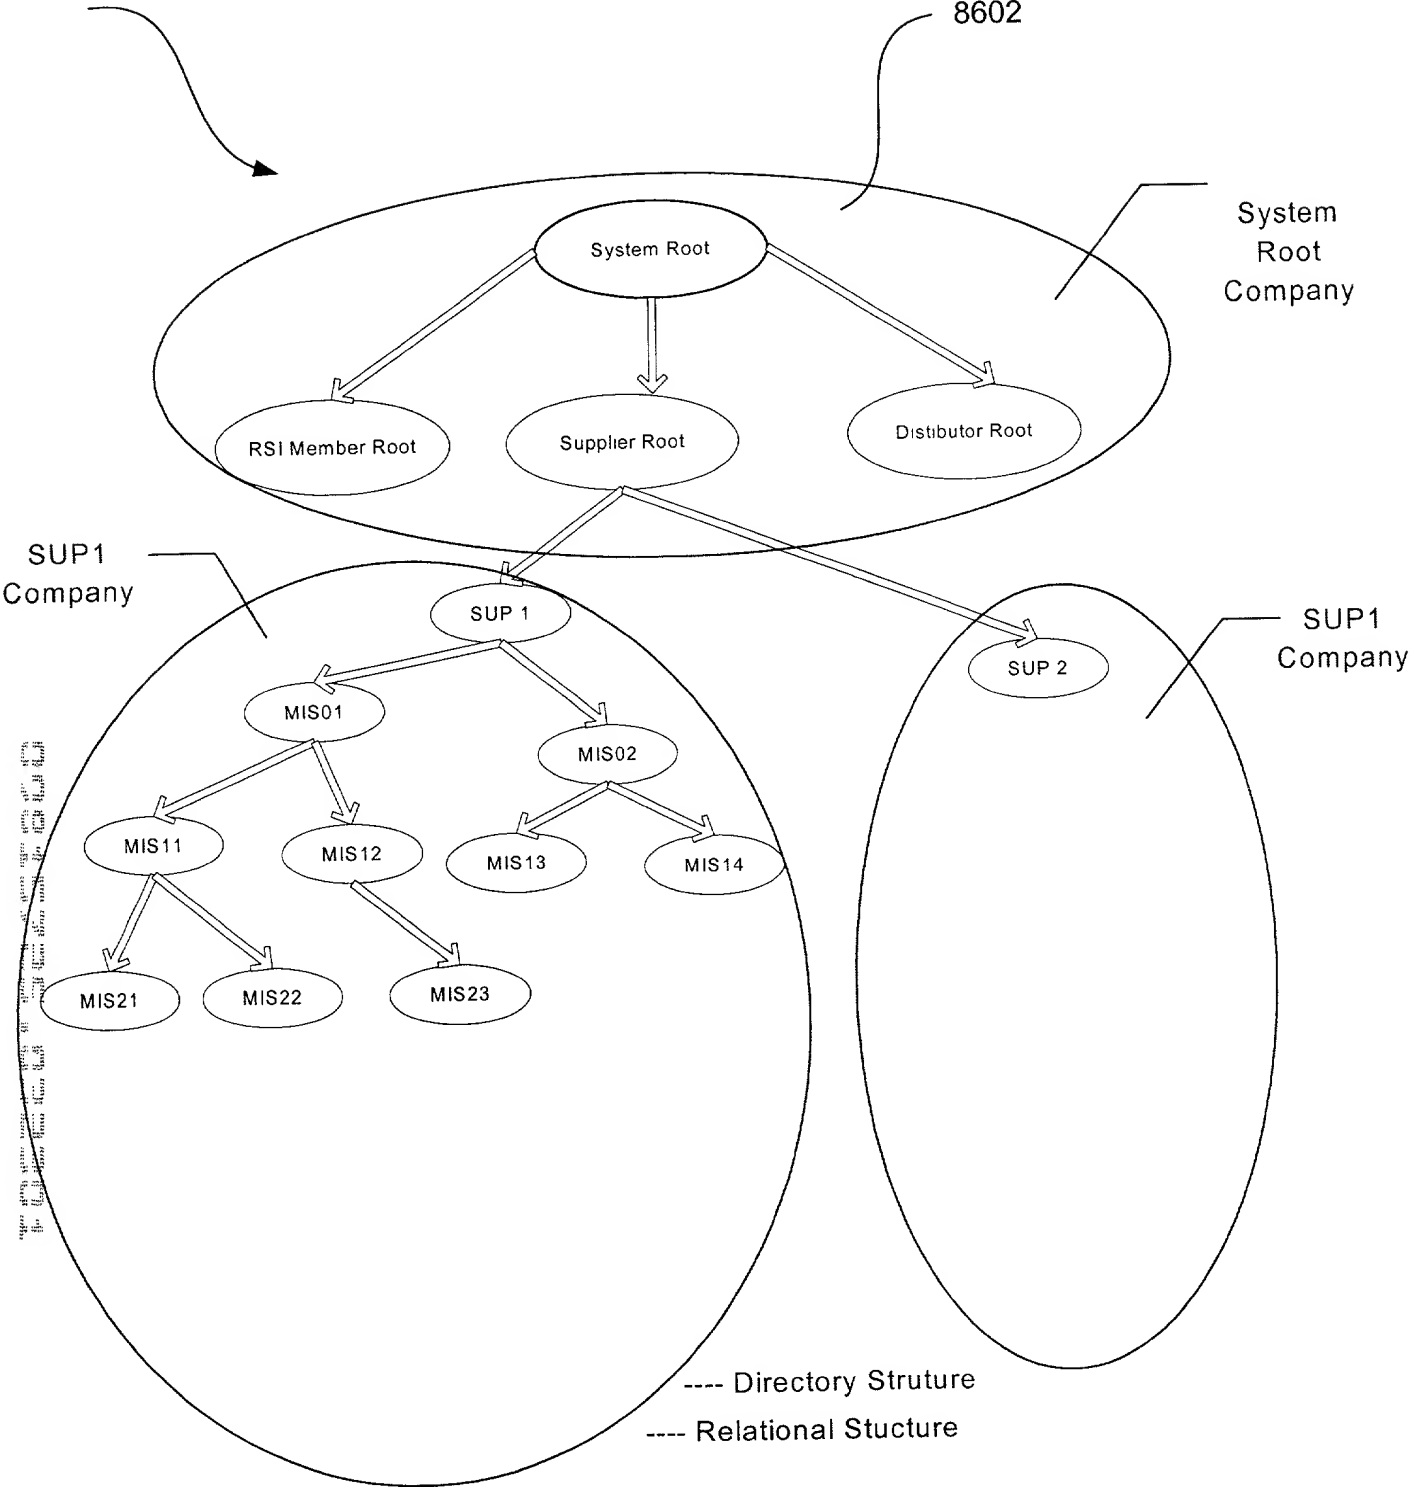 8602
System
Root
Company
System Root
RSI Member Root
Supplier Root
Distributor Root
SUP1
Company
SUP 1
SUP 2
SUP1
Company
MIS01
MIS02
MIS11
MIS12
MIS13
MIS14
MIS21
MIS22
MIS23
---- Directory Struture
---- Relational Stucture